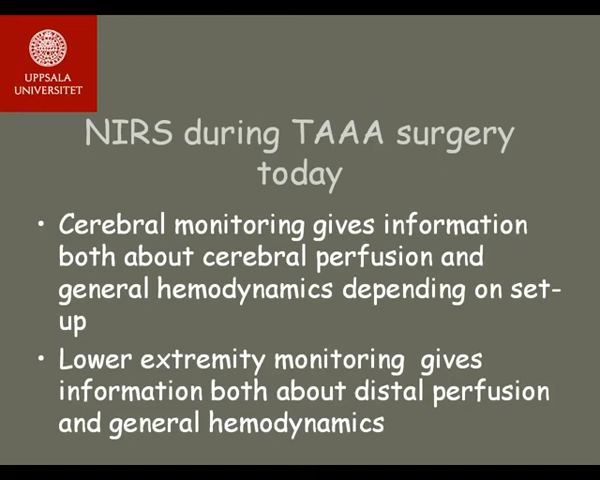 UPPSALA
UNIVERSITET
NIRS during TAAA surgery
today
• Cerebral monitoring gives information
both about cerebral perfusion and
general hemodynamics depending on set-
up
• Lower extremity monitoring gives
information both about distal perfusion
and general hemodynamics